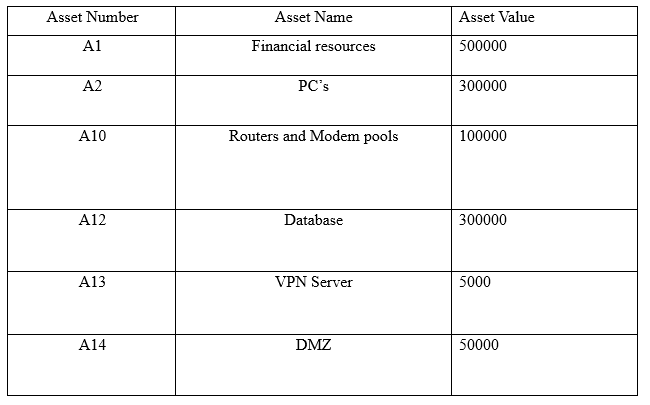 Asset Number Asset Name Asset Value
A1 Financial resources 500000
A2 PC’s 300000
A10 Routers and Modem pools 100000
A12 Database 300000
A13 VPN Server 5000
A14 DMZ 50000